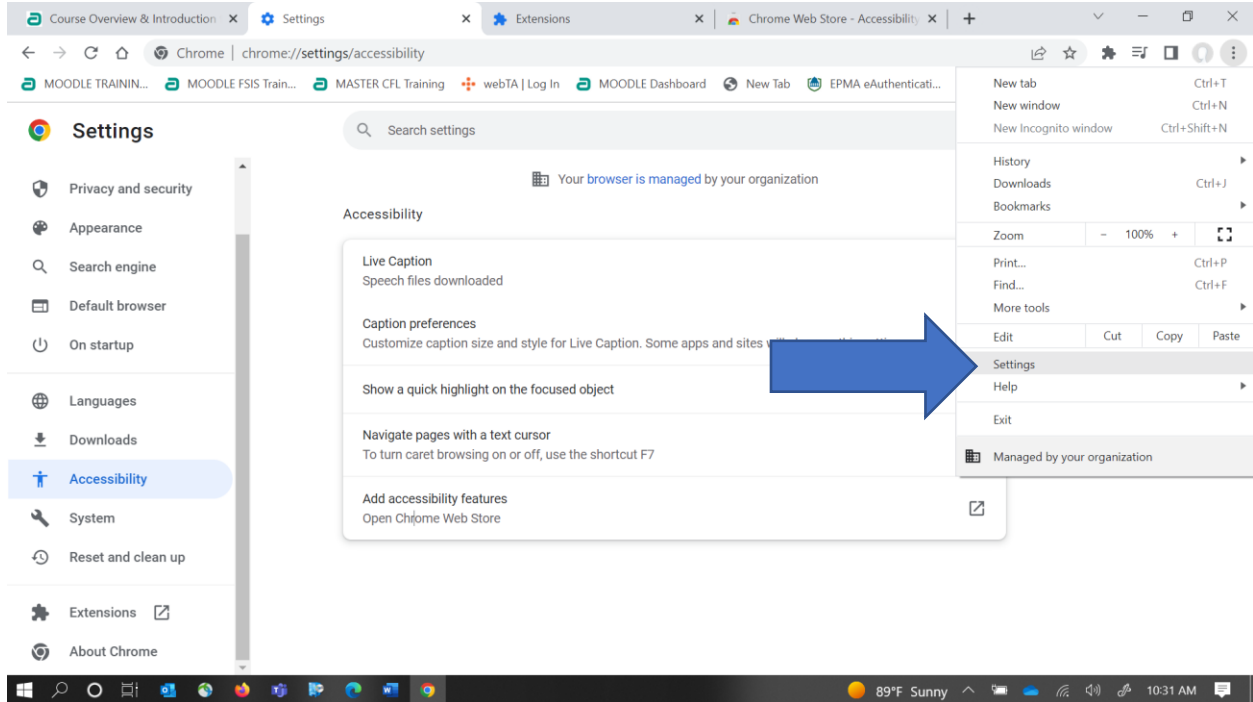 Course Overview & Introduction
Settings
Extensions
Chrome Web Store - Accessibility
Chrome | chrome://settings/accessibility
MOODLE TRAININ...
MOODLE FSIS Train...
MASTER CFL Training
webTA | Log In
MOODLE Dashboard
New Tab
EPMA eAuthenticati...
Settings
Search settings
Privacy and security
Appearance
Search engine
Default browser
On startup
Languages
Downloads
Accessibility
System
Reset and clean up
Extensions
About Chrome
Your browser is managed by your organization
Accessibility
Live Caption
Speech files downloaded
Caption preferences
Customize caption size and style for Live Caption. Some apps and sites
Show a quick highlight on the focused object
Navigate pages with a text cursor
To turn caret browsing on or off, use the shortcut F7
Add accessibility features
Open Chrome Web Store
New tab Ctrl+T
New window Ctrl+N
New Incognito window Ctrl+Shift+N
History
Downloads Ctrl+J
Bookmarks
Zoom - 100% +
Print... Ctrl+P
Find... Ctrl+F
More tools
Edit Cut Copy Paste
Settings
Help
Exit
Managed by your organization
89°F Sunny
10:31 AM